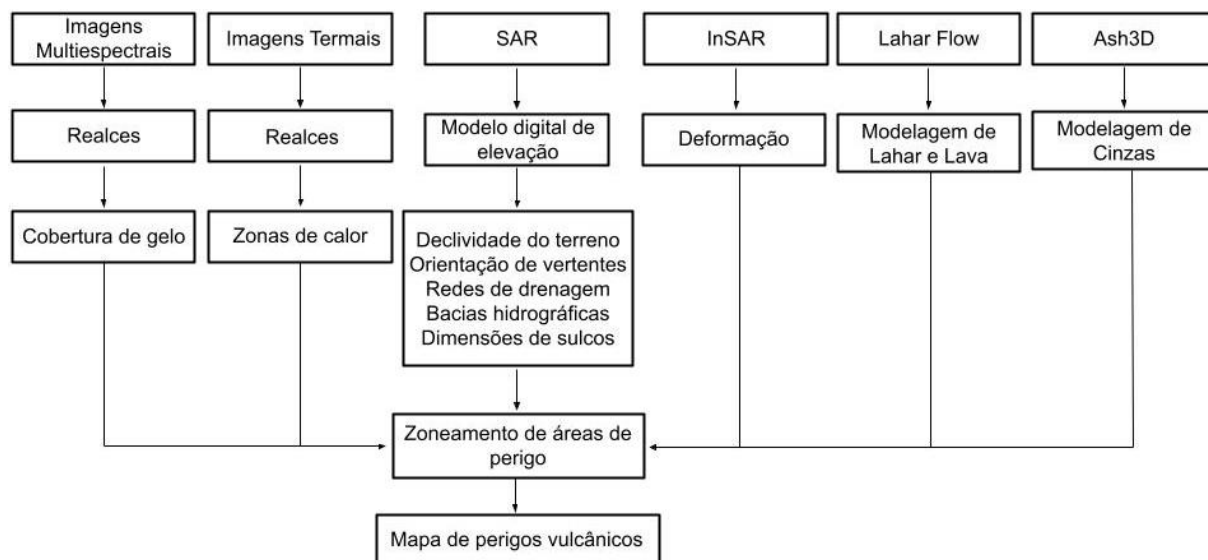 Imagens
Multiespectrais
Imagens Termais
SAR
InSAR
Lahar Flow
Ash3D
Realces
Realces
Modelo digital de
elevação
Deformação
Modelagem de
Lahar e Lava
Modelagem de
Cinzas
Cobertura de gelo
Zonas de calor
Declividade do terreno
Orientação de vertentes
Redes de drenagem
Bacias hidrográficas
Dimensões de sulcos
Zoneamento de áreas de
perigo
Mapa de perigos vulcânicos